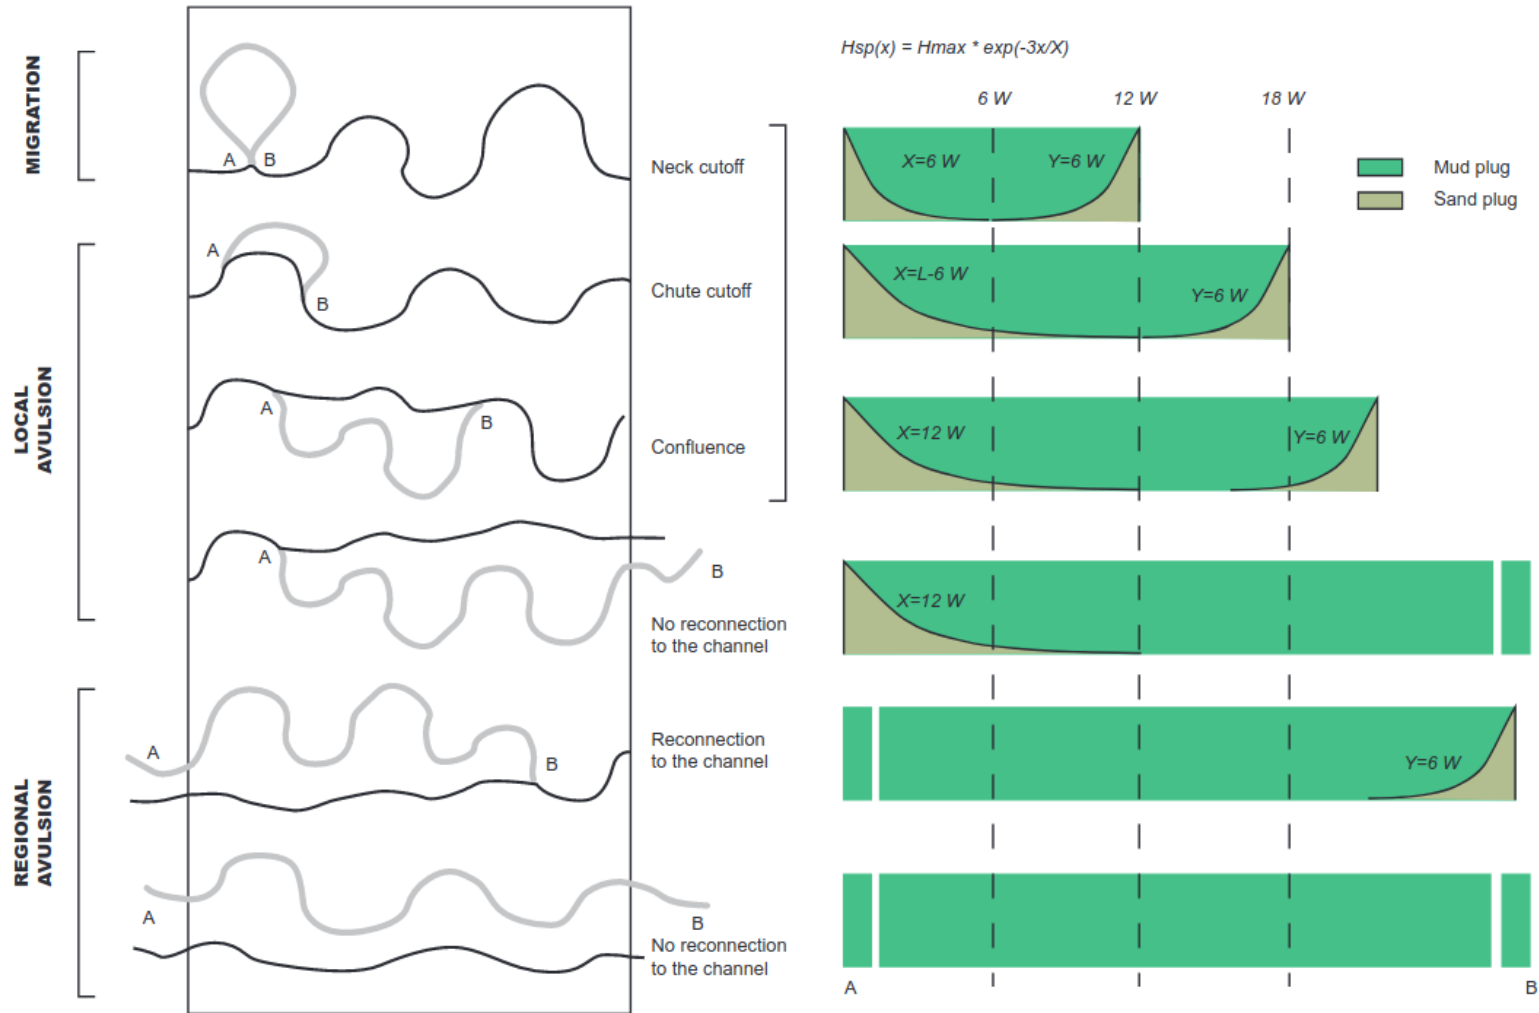 Hsp(x) = Hmax * exp(-3x/X)
6 W
12 W
18 W
MIGRATION
A
B
Neck cutoff
X=6 W
Y=6 W
Mud plug
Sand plug
LOCAL
AVULSION
A
B
Chute cutoff
X=L-6 W
Y=6 W
A
B
Confluence
X=12 W
Y=6 W
A
B
No reconnection
to the channel
X=12 W
REGIONAL
AVULSION
A
B
Reconnection
to the channel
Y=6 W
A
B
No reconnection
to the channel
A
B